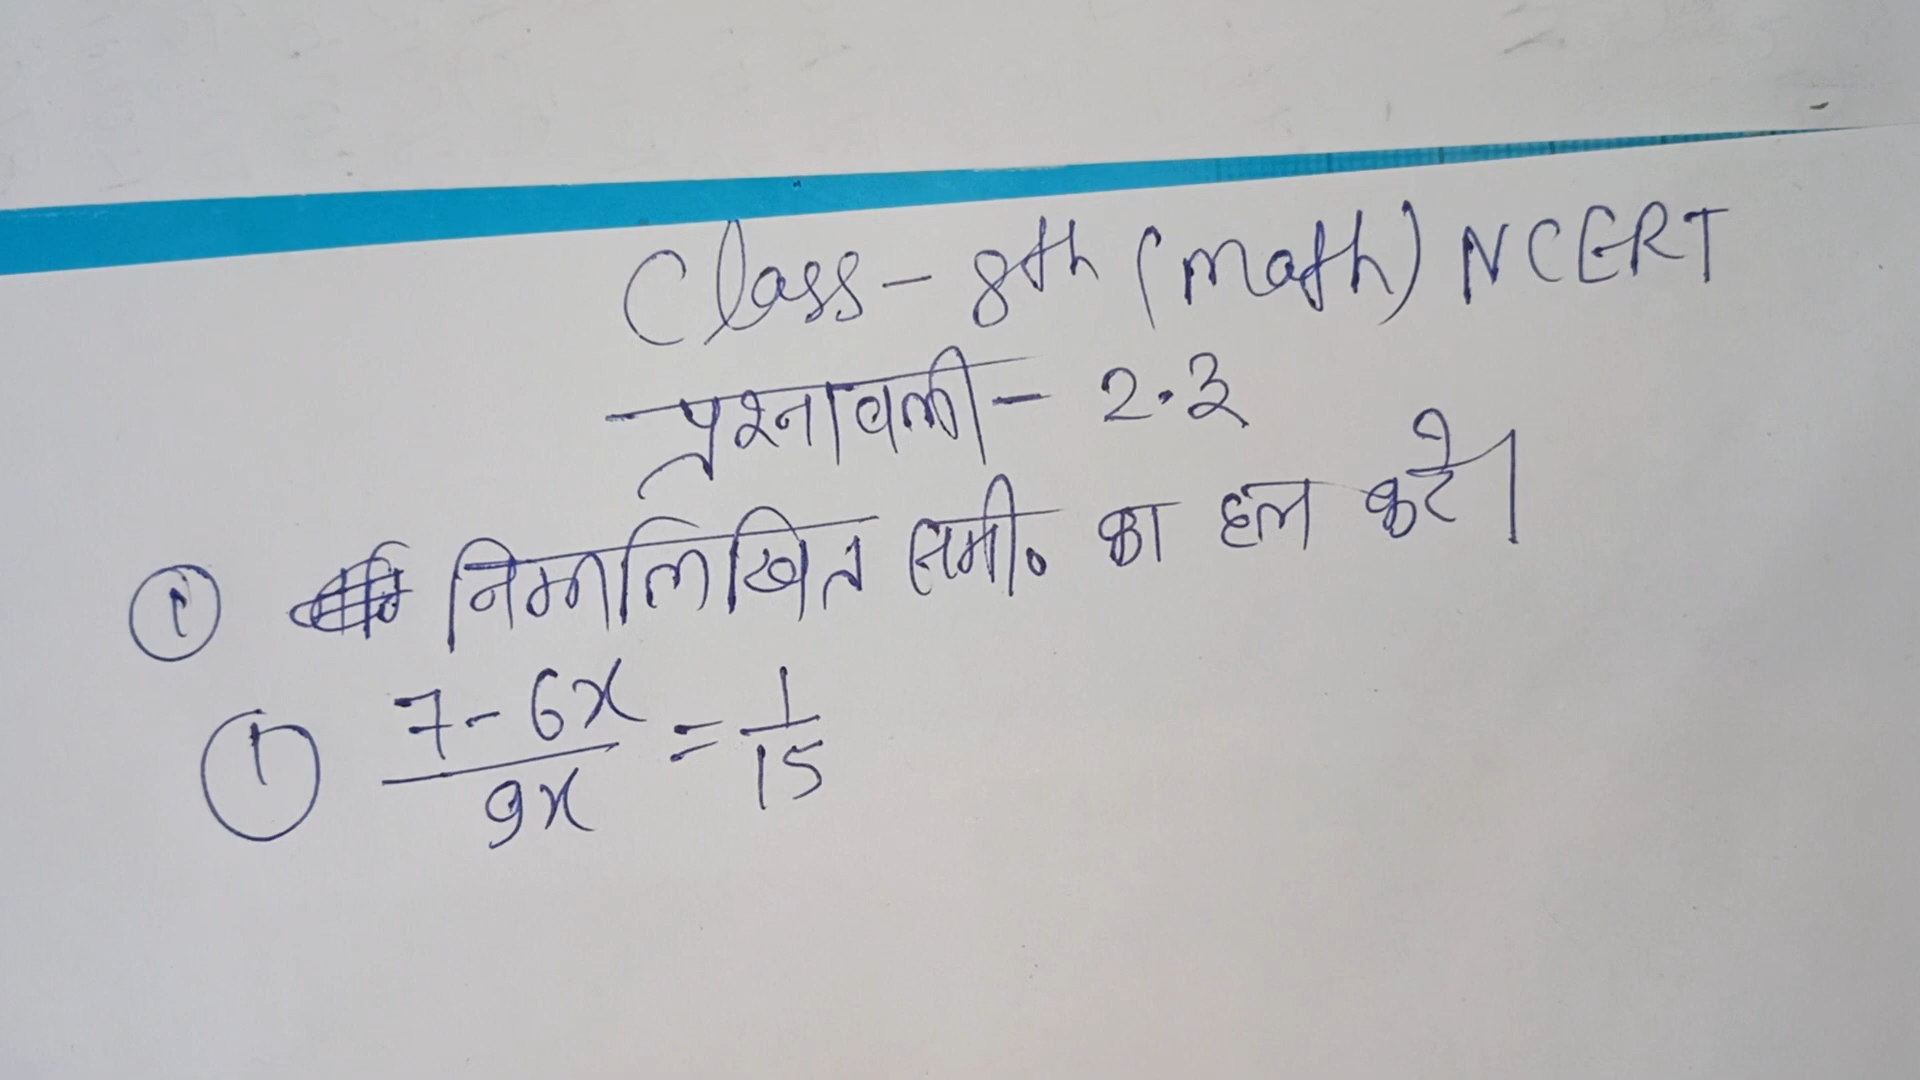 Class - 8th (Math) NCERT
प्रश्नावली - 2.3
① निम्नलिखित समी० का हल करे।
① 7-6x/9x = 1/15